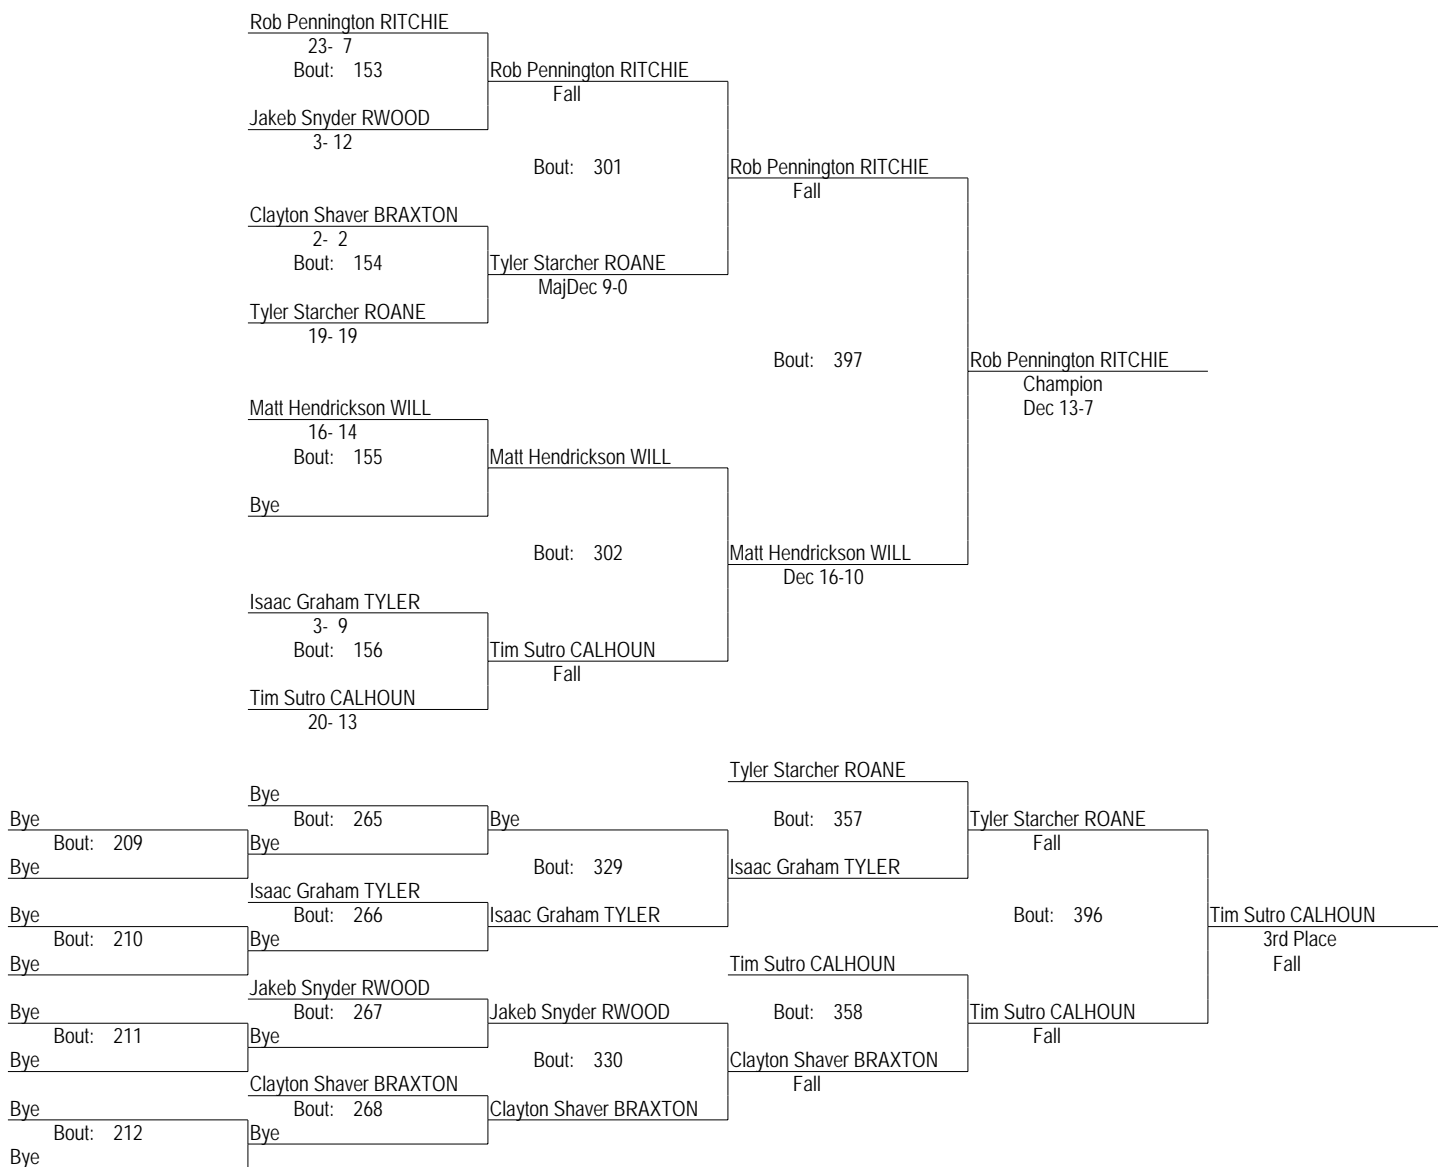 Rob Pennington RITCHIE
23- 7
Bout: 153
Rob Pennington RITCHIE
Fall
Jakeb Snyder RWOOD
3- 12
Bout: 301
Rob Pennington RITCHIE
Fall
Clayton Shaver BRAXTON
2- 2
Bout: 154
Tyler Starcher ROANE
MajDec 9-0
Tyler Starcher ROANE
19- 19
Bout: 397
Rob Pennington RITCHIE
Champion
Dec 13-7
Matt Hendrickson WILL
16- 14
Bout: 155
Matt Hendrickson WILL
Bye
Bout: 302
Matt Hendrickson WILL
Dec 16-10
Isaac Graham TYLER
3- 9
Bout: 156
Tim Sutro CALHOUN
Fall
Tim Sutro CALHOUN
20- 13
Tyler Starcher ROANE
Bye
Bye
Bout: 265
Bye
Bout: 357
Tyler Starcher ROANE
Bout: 209
Bye
Fall
Bye
Bout: 329
Isaac Graham TYLER
Isaac Graham TYLER
Bye
Bout: 266
Isaac Graham TYLER
Bout: 396
Tim Sutro CALHOUN
Bout: 210
Bye
3rd Place
Bye
Tim Sutro CALHOUN
Fall
Jakeb Snyder RWOOD
Bye
Bout: 267
Jakeb Snyder RWOOD
Bout: 358
Tim Sutro CALHOUN
Bout: 211
Bye
Fall
Bye
Bout: 330
Clayton Shaver BRAXTON
Clayton Shaver BRAXTON
Fall
Bye
Bout: 268
Clayton Shaver BRAXTON
Bout: 212
Bye
Bye